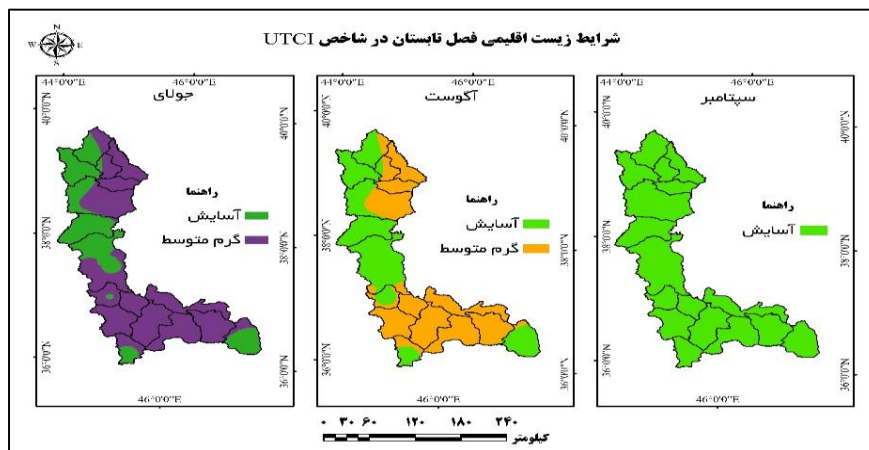 شرایط زیست اقلیمی فصل تابستان در شاخص UTCI
N
W E
S
44°0'0"E 46°0'0"E
جولای
40°0'0"N
38°0'0"N
36°0'0"N
راهنما
آسایش
گرم متوسط
46°0'0"E
44°0'0"E 46°0'0"E
آگوست
40°0'0"N
38°0'0"N
36°0'0"N
راهنما
آسایش
گرم متوسط
46°0'0"E
44°0'0"E 46°0'0"E
سپتامبر
40°0'0"N
38°0'0"N
36°0'0"N
راهنما
آسایش
46°0'0"E
۰ ۳۰ ۶۰ ۱۲۰ ۱۸۰ ۲۴۰
کیلومتر